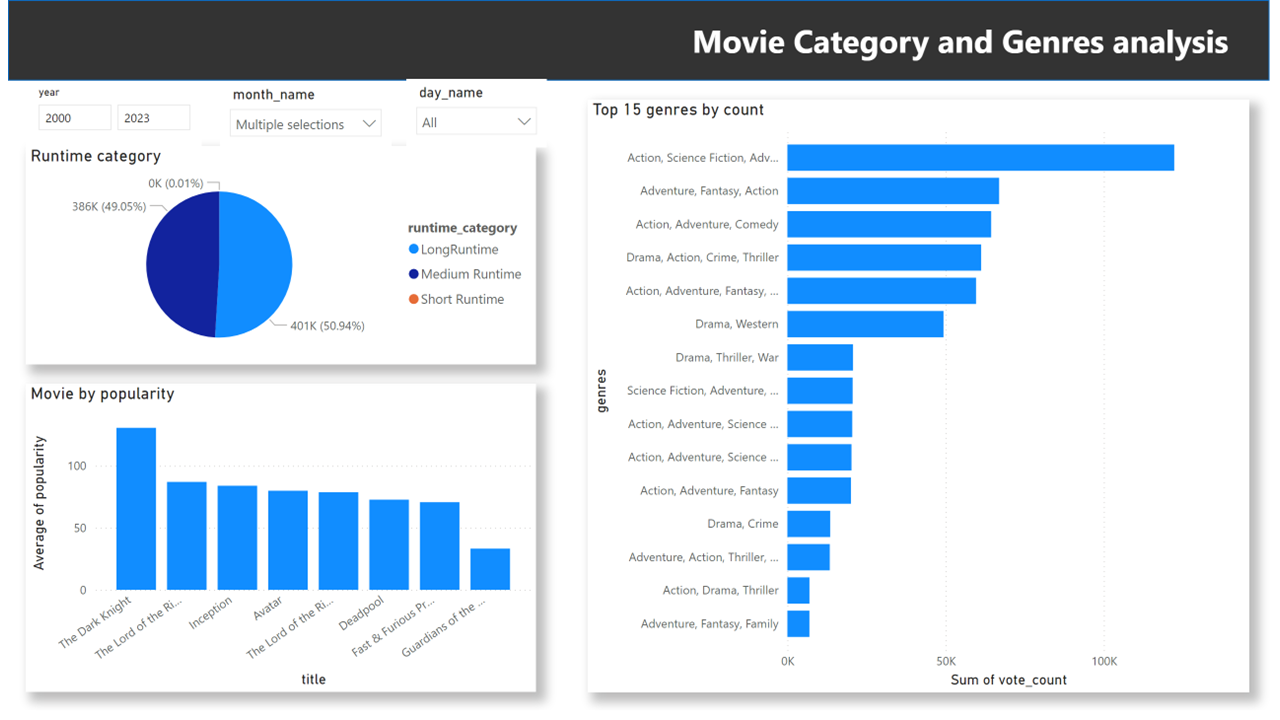 Movie Category and Genres analysis
year
2000
2023
month_name
Multiple selections
day_name
All
Runtime category
0K (0.01%)
386K (49.05%)
401K (50.94%)
runtime_category
LongRuntime
Medium Runtime
Short Runtime
Movie by popularity
Average of popularity
100
50
0
The Dark Knight
The Lord of the Ri...
Inception
Avatar
The Lord of the Ri...
Deadpool
Fast & Furious Pr...
Guardians of the ...
title
Top 15 genres by count
genres
Action, Science Fiction, Adv...
Adventure, Fantasy, Action
Action, Adventure, Comedy
Drama, Action, Crime, Thriller
Action, Adventure, Fantasy, ...
Drama, Western
Drama, Thriller, War
Science Fiction, Adventure, ...
Action, Adventure, Science ...
Action, Adventure, Science ...
Action, Adventure, Fantasy
Drama, Crime
Adventure, Action, Thriller, ...
Action, Drama, Thriller
Adventure, Fantasy, Family
0K
50K
100K
Sum of vote_count